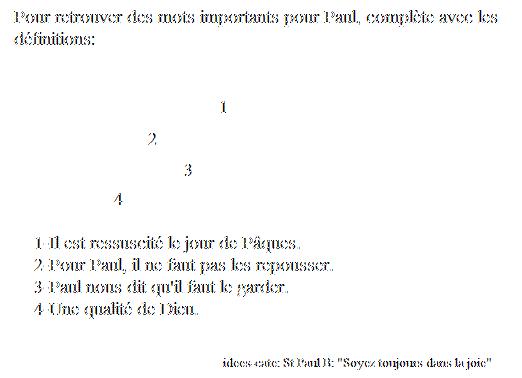 Pour retrouver des mots importants pour Paul, complète avec les
définitions:
1
2
3
4
1-Il est ressuscité le jour de Pâques.
2-Pour Paul, il ne faut pas les repousser.
3-Paul nous dit qu'il faut le garder.
4-Une qualité de Dieu.
idees-cate: St Paul B: "Soyez toujours dans la joie"